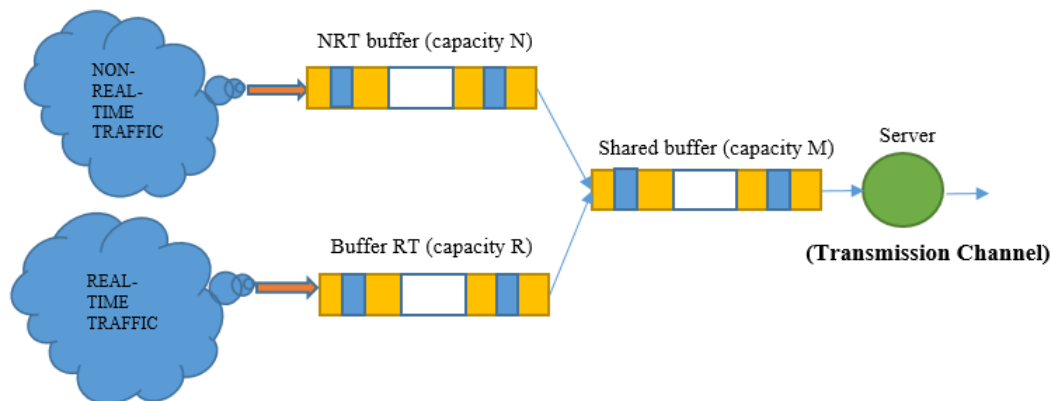 NRT buffer (capacity N)
NON-
REAL-
TIME
TRAFFIC
Shared buffer (capacity M)
Server
(Transmission Channel)
Buffer RT (capacity R)
REAL-
TIME
TRAFFIC